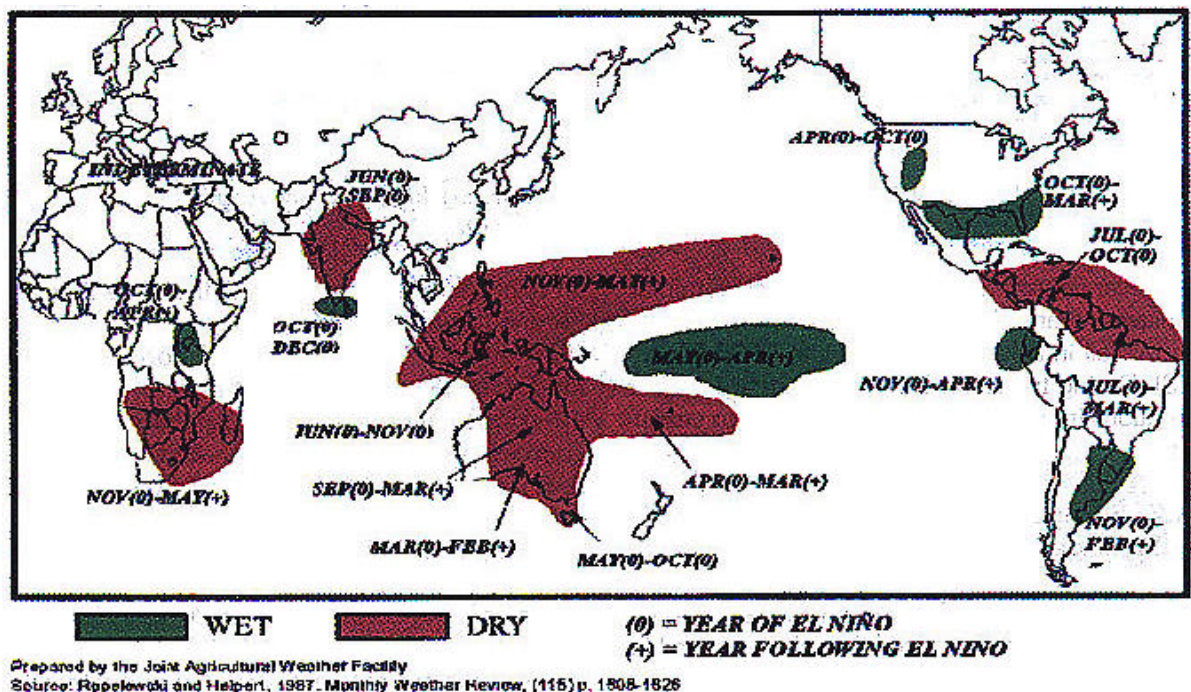 APR(0)-OCT(0)
INDETERMINATE
JUN(0)-
SEP(0)
OCT(0)-
MAR(+)
JUL(0)-
OCT(0)
NOV(0)-MAY(+)
OCT(0)-
APR(+)
OCT(0)
DEC(0)
MAY(0)-APR(+)
NOV(0)-APR(+)
JUL(0)-
MAR(+)
JUN(0)-NOV(0)
SEP(0)-MAR(+)
APR(0)-MAR(+)
NOV(0)-MAY(+)
MAR(0)-FEB(+)
MAY(0)-OCT(0)
NOV(0)-
FEB(+)
WET
DRY
(0) = YEAR OF EL NIÑO
(+) = YEAR FOLLOWING EL NINO
Prepared by the Joint Agricultural Weather Facility
Source: Ropelewski and Halpert, 1987. Monthly Weather Review, (115) p. 1606-1626